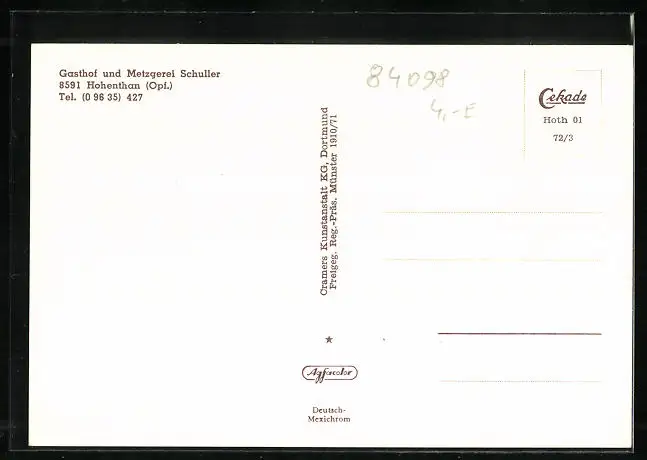 Gasthof und Metzgerei Schuller
8591 Hohenthan (Opf.)
Tel. (0 96 35) 427
84098
4,-E
Cekade
Hoth 01
72/3
Cramers Kunstanstalt KG, Dortmund
Freigeg. Reg.-Präs. Münster 1910/71
Agfacolor
Deutsch-
Mexichrom